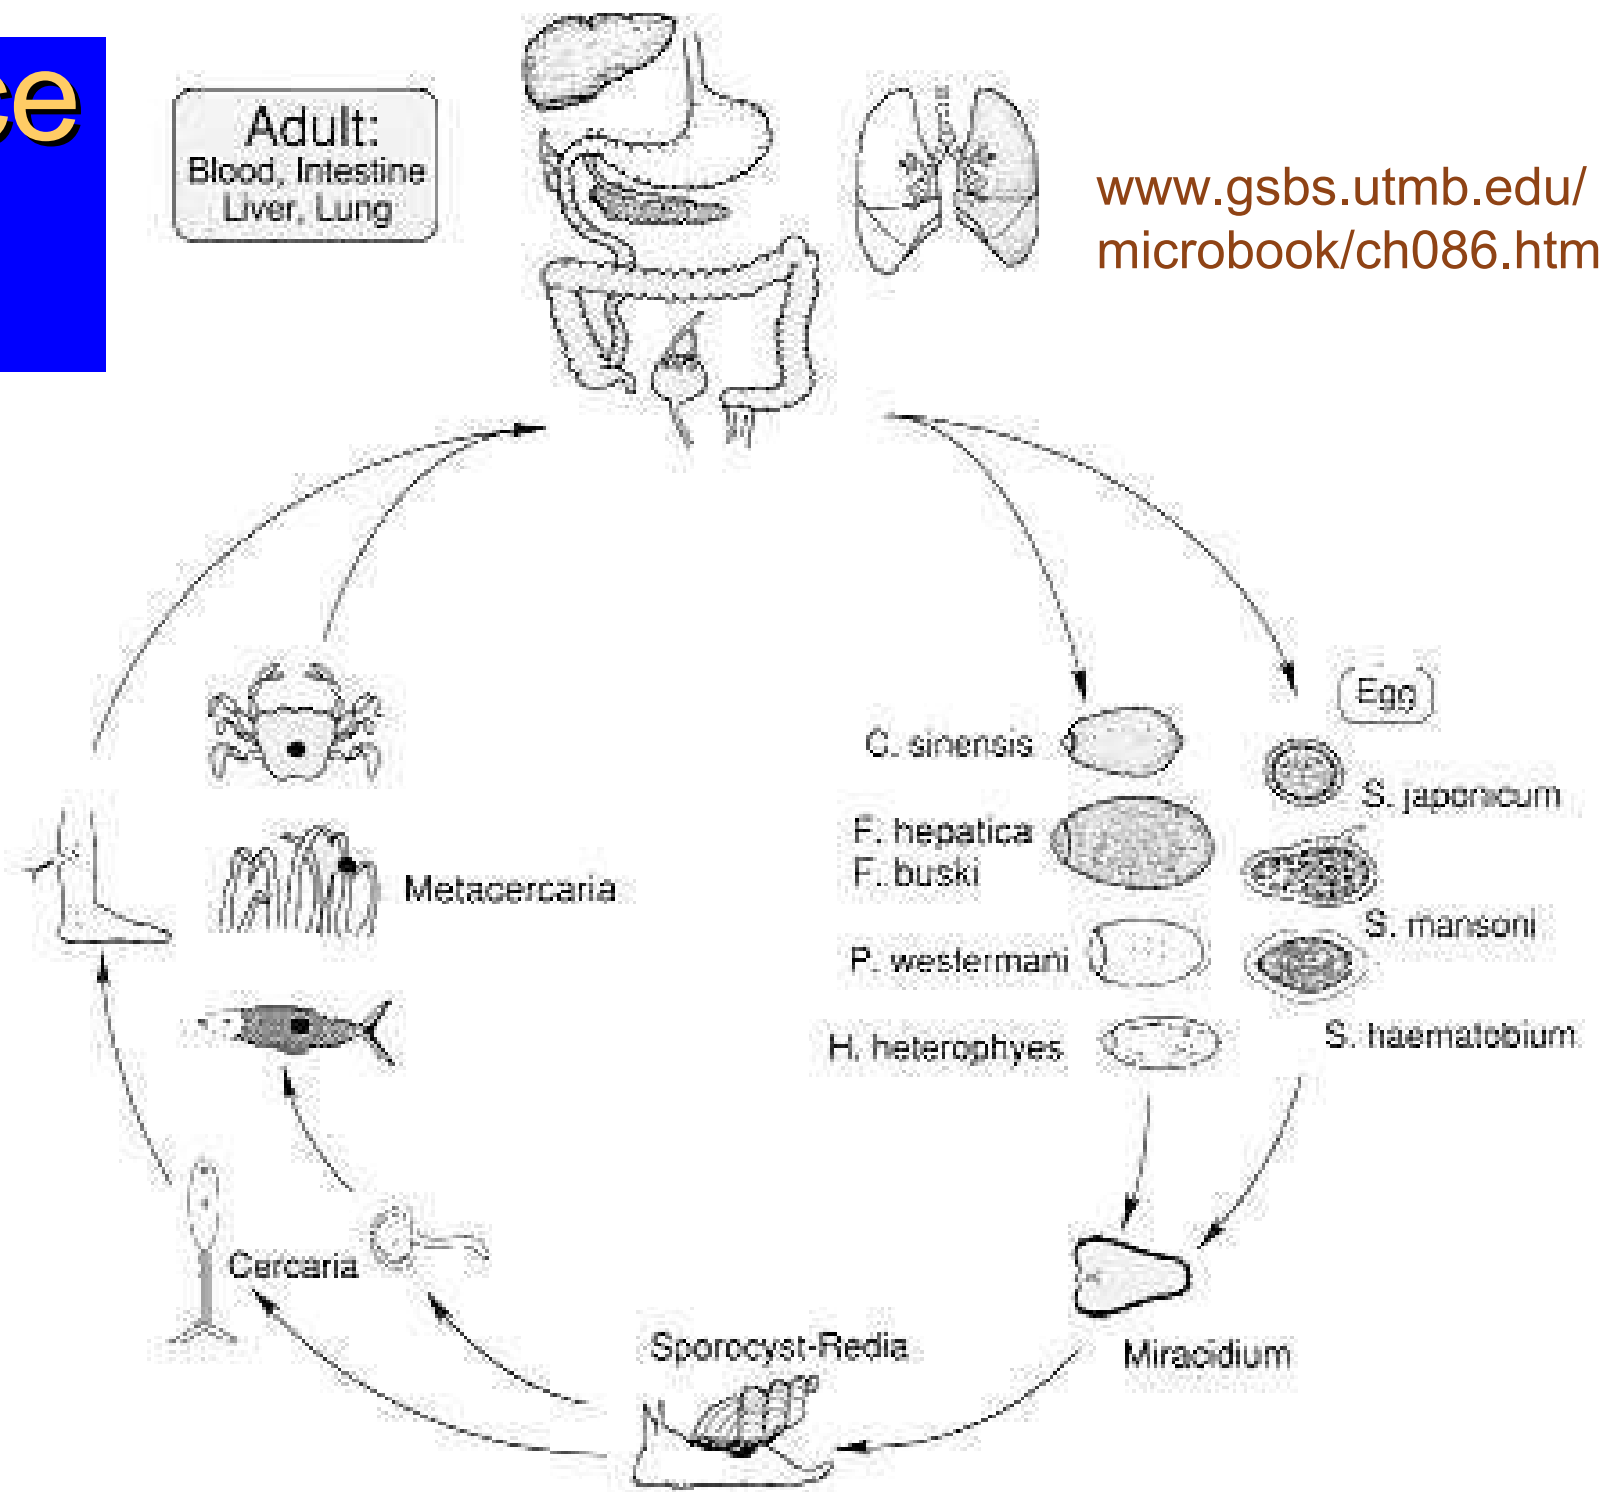 ce
Adult:
Blood, Intestine
Liver, Lung
www.gsbs.utmb.edu/
microbook/ch086.htm
Egg
C. sinensis
S. japonicum
F. hepatica
F. buski
Metacercaria
S. mansoni
P. westermani
S. haematobium
H. heterophyes
Cercaria
Sporocyst-Redia
Miracidium